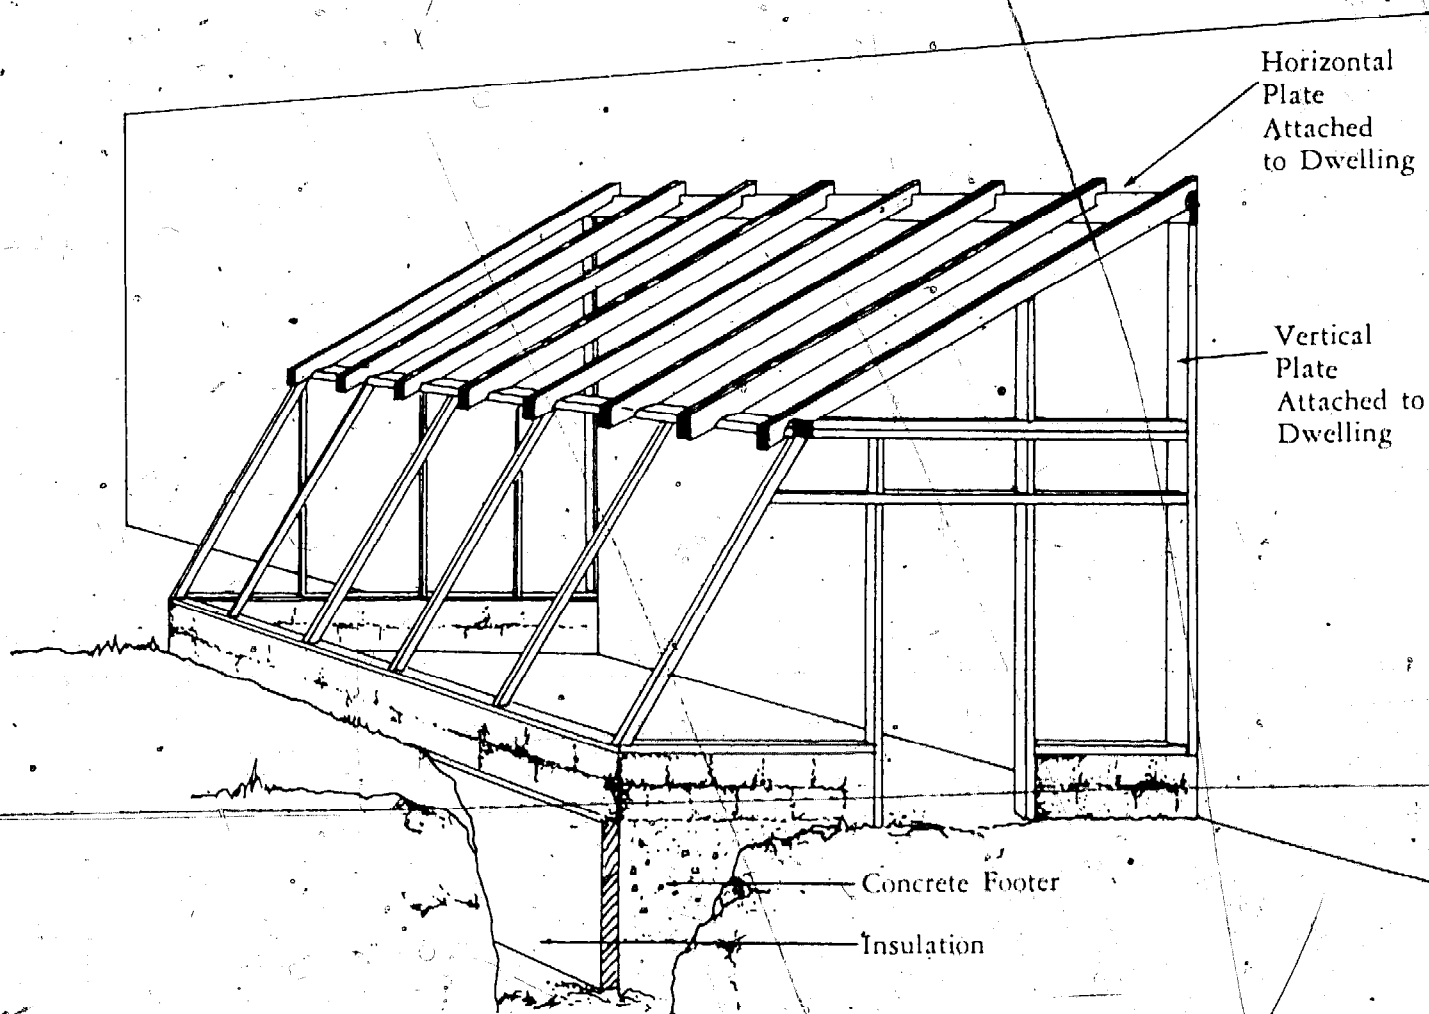 Horizontal
Plate
Attached
to Dwelling
Vertical
Plate
Attached to
Dwelling
Concrete Footer
Insulation